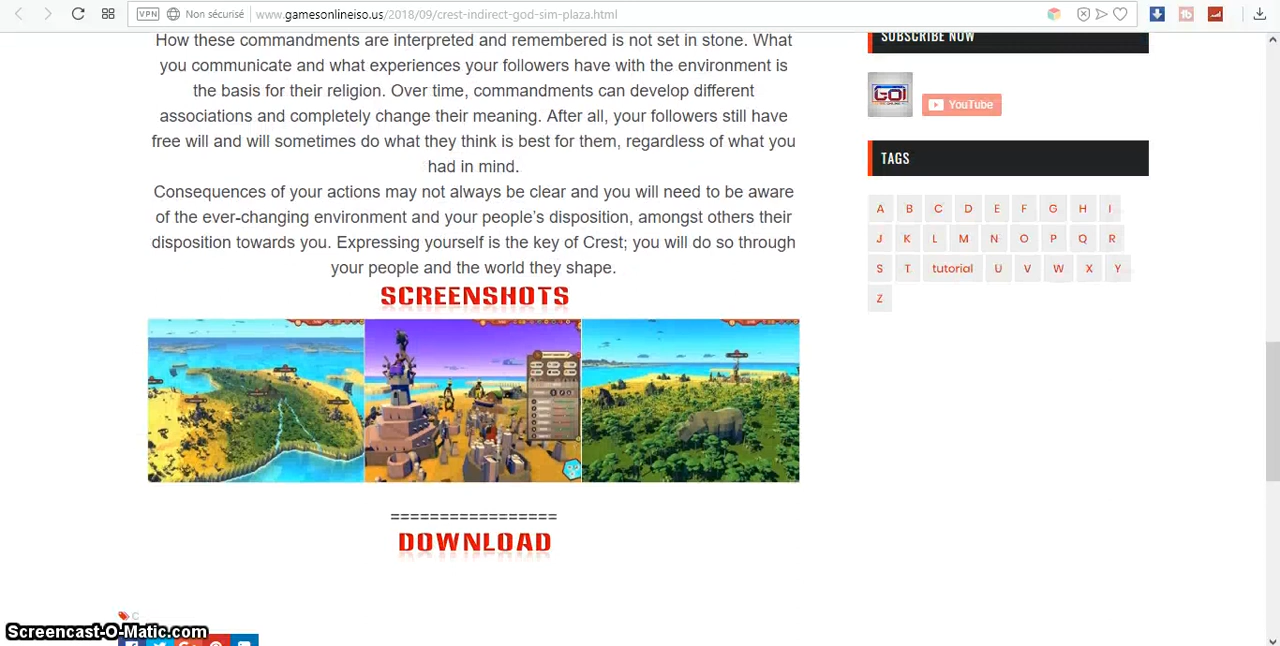 VPN Non sécurisé www.gamesonlineiso.us/2018/09/crest-indirect-god-sim-plaza.html
How these commandments are interpreted and remembered is not set in stone. What
you communicate and what experiences your followers have with the environment is
the basis for their religion. Over time, commandments can develop different
associations and completely change their meaning. After all, your followers still have
free will and will sometimes do what they think is best for them, regardless of what you
had in mind.
Consequences of your actions may not always be clear and you will need to be aware
of the ever-changing environment and your people's disposition, amongst others their
disposition towards you. Expressing yourself is the key of Crest; you will do so through
your people and the world they shape.
SCREENSHOTS
================
DOWNLOAD
C
Screencast-O-Matic.com
SUBSCRIBE NOW
GOI
YouTube
TAGS
A B C D E F G H I
J K L M N O P Q R
S T tutorial U V W X Y
Z